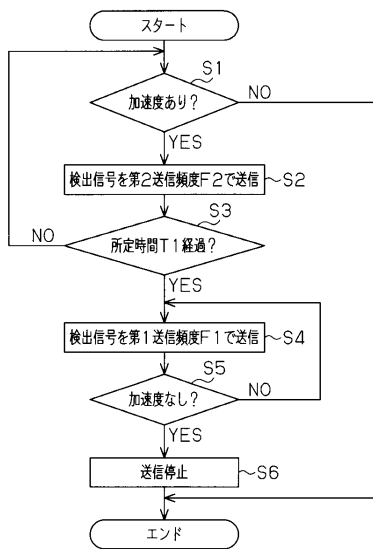 スタート
S1
加速度あり?
NO
YES
検出信号を第2送信頻度F2で送信
S2
S3
所定時間T1経過?
NO
YES
検出信号を第1送信頻度F1で送信
S4
S5
加速度なし?
NO
YES
送信停止
S6
エンド